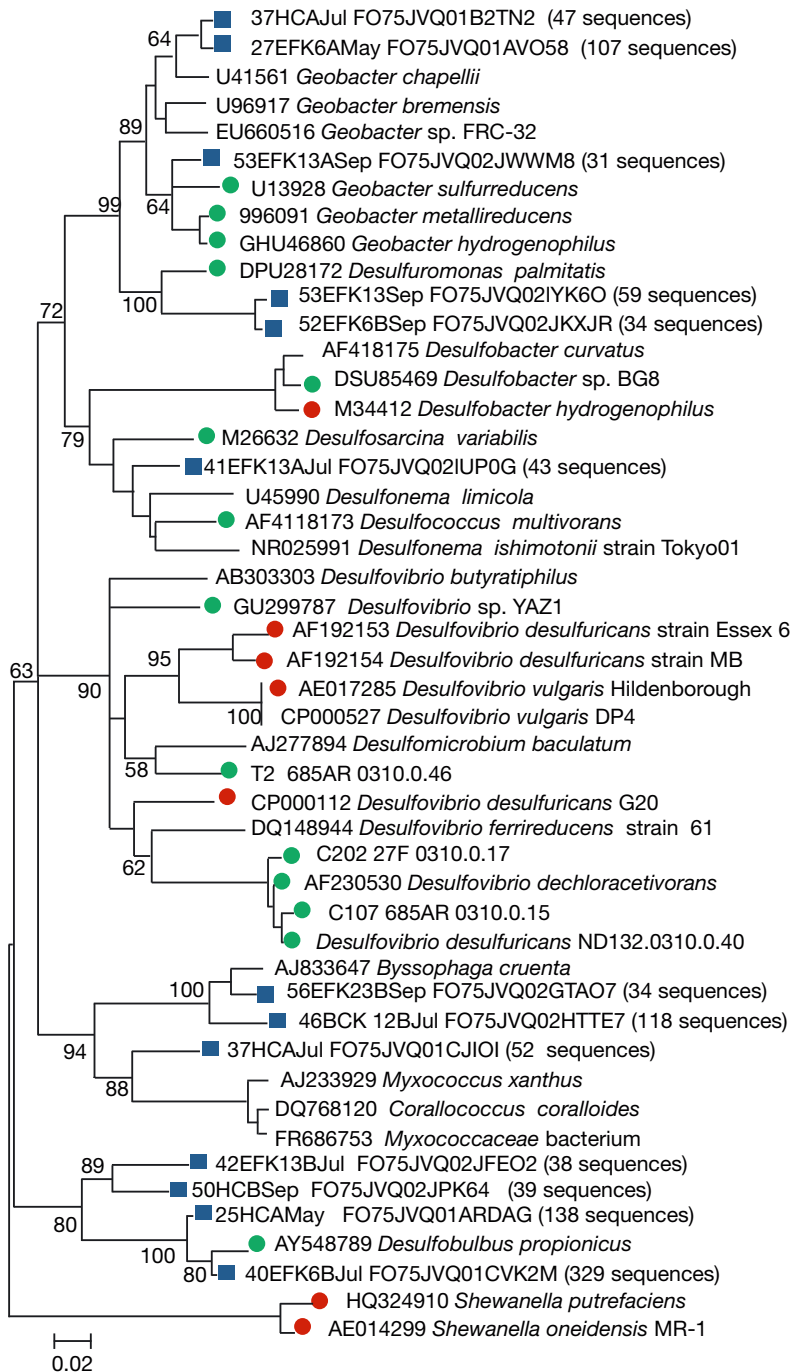 37HCAJul FO75JVQ01B2TN2 (47 sequences)
64
27EFK6AMay FO75JVQ01AVO58 (107 sequences)
U41561 Geobacter chapellii
U96917 Geobacter bremensis
89
EU660516 Geobacter sp. FRC-32
53EFK13ASep FO75JVQ02JWWM8 (31 sequences)
U13928 Geobacter sulfurreducens
99
64
996091 Geobacter metallireducens
GHU46860 Geobacter hydrogenophilus
DPU28172 Desulfuromonas palmitatis
100
53EFK13Sep FO75JVQ02IYK6O (59 sequences)
72
52EFK6BSep FO75JVQ02JKXJR (34 sequences)
AF418175 Desulfobacter curvatus
DSU85469 Desulfobacter sp. BG8
M34412 Desulfobacter hydrogenophilus
79
M26632 Desulfosarcina variabilis
41EFK13AJul FO75JVQ02IUP0G (43 sequences)
U45990 Desulfonema limicola
AF4118173 Desulfococcus multivorans
NR025991 Desulfonema ishimotonii strain Tokyo01
AB303303 Desulfovibrio butyratiphilus
GU299787 Desulfovibrio sp. YAZ1
AF192153 Desulfovibrio desulfuricans strain Essex 6
95
AF192154 Desulfovibrio desulfuricans strain MB
63
90
AE017285 Desulfovibrio vulgaris Hildenborough
100
CP000527 Desulfovibrio vulgaris DP4
AJ277894 Desulfomicrobium baculatum
58
T2 685AR 0310.0.46
CP000112 Desulfovibrio desulfuricans G20
DQ148944 Desulfovibrio ferrireducens strain 61
62
C202 27F 0310.0.17
AF230530 Desulfovibrio dechloracetivorans
C107 685AR 0310.0.15
Desulfovibrio desulfuricans ND132.0310.0.40
AJ833647 Byssophaga cruenta
100
56EFK23BSep FO75JVQ02GTAO7 (34 sequences)
46BCK 12BJul FO75JVQ02HTTE7 (118 sequences)
94
37HCAJul FO75JVQ01CJIOI (52 sequences)
88
AJ233929 Myxococcus xanthus
DQ768120 Corallococcus coralloides
FR686753 Myxococcaceae bacterium
89
42EFK13BJul FO75JVQ02JFEO2 (38 sequences)
50HCBSep FO75JVQ02JPK64 (39 sequences)
80
25HCAMay FO75JVQ01ARDAG (138 sequences)
100
AY548789 Desulfobulbus propionicus
80
40EFK6BJul FO75JVQ01CVK2M (329 sequences)
HQ324910 Shewanella putrefaciens
AE014299 Shewanella oneidensis MR-1
0.02